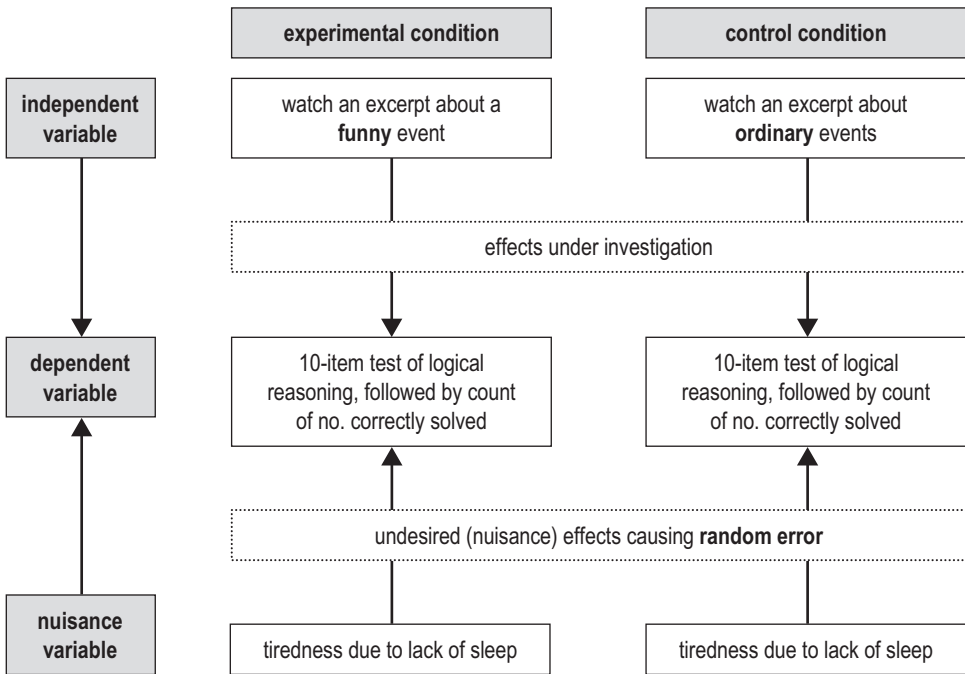 experimental condition
control condition
independent
variable
watch an excerpt about a
funny event
watch an excerpt about
ordinary events
effects under investigation
dependent
variable
10-item test of logical
reasoning, followed by count
of no. correctly solved
10-item test of logical
reasoning, followed by count
of no. correctly solved
undesired (nuisance) effects causing random error
nuisance
variable
tiredness due to lack of sleep
tiredness due to lack of sleep